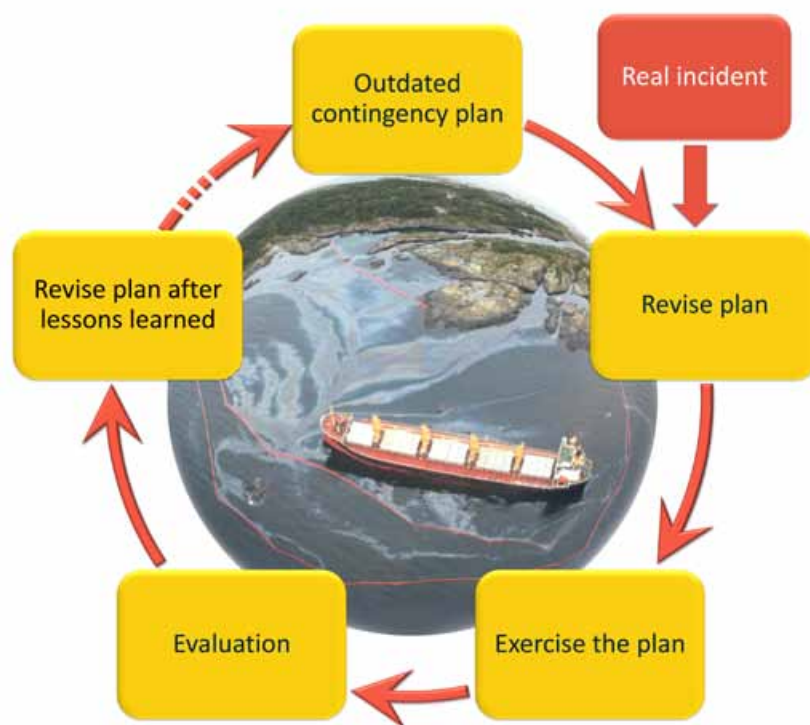 Outdated
contingency plan
Real incident
Revise plan
Exercise the plan
Evaluation
Revise plan after
lessons learned